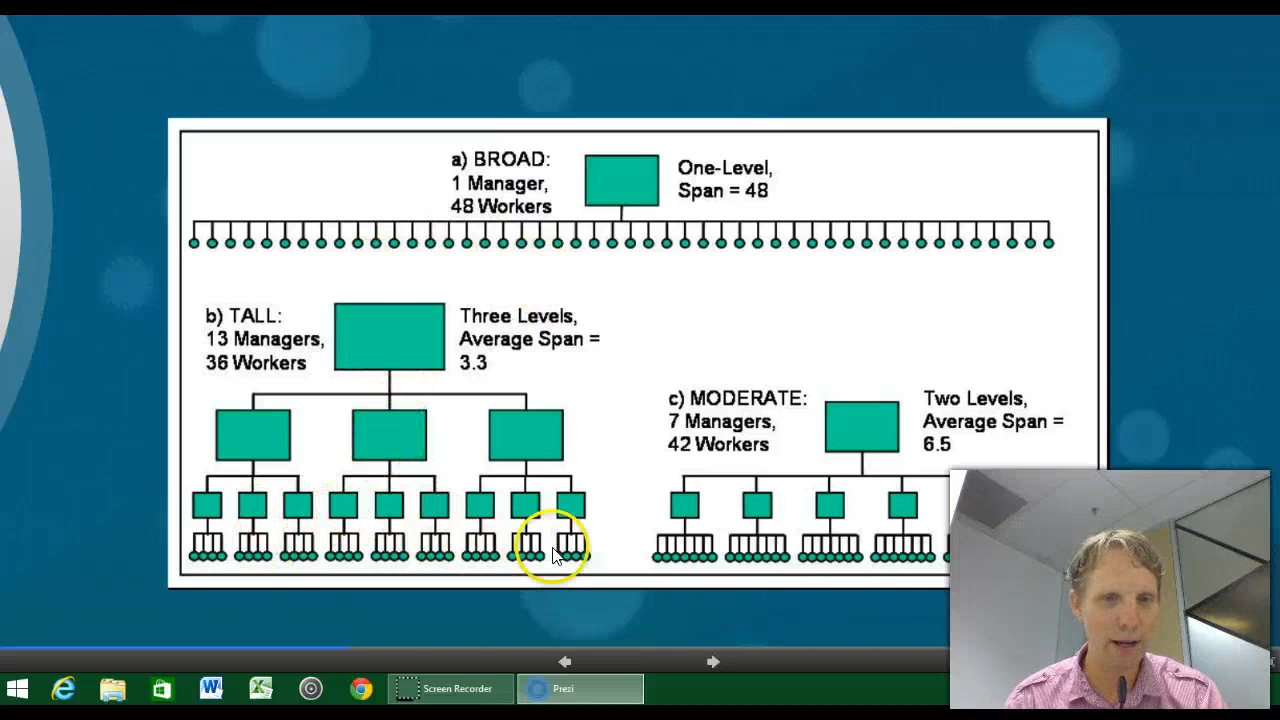 a) BROAD:
1 Manager,
48 Workers
One-Level,
Span = 48
b) TALL:
13 Managers,
36 Workers
Three Levels,
Average Span =
3.3
c) MODERATE:
7 Managers,
42 Workers
Two Levels,
Average Span =
6.5
Screen Recorder
Prezi